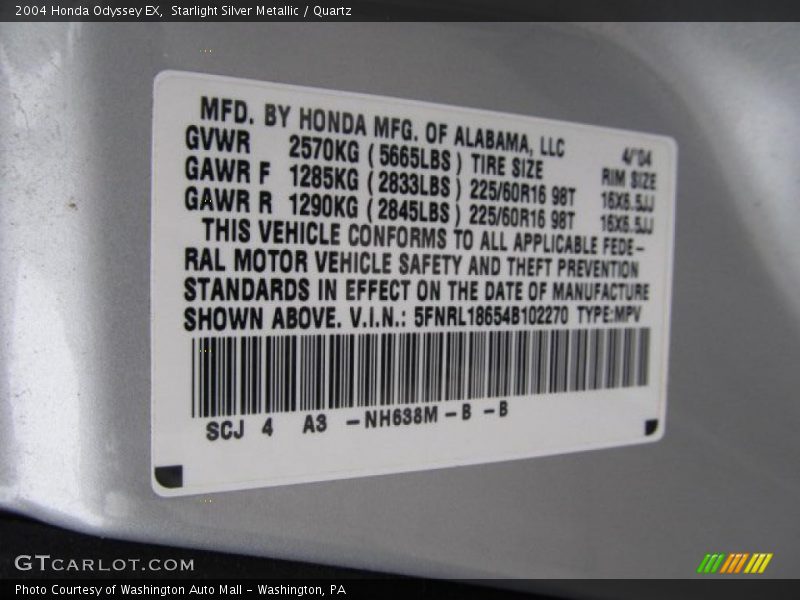 2004 Honda Odyssey EX, Starlight Silver Metallic / Quartz
MFD. BY HONDA MFG. OF ALABAMA, LLC 4/'04
GVWR 2570KG ( 5665LBS ) TIRE SIZE RIM SIZE
GAWR F 1285KG ( 2833LBS ) 225/60R16 98T 16X6.5JJ
GAWR R 1290KG ( 2845LBS ) 225/60R16 98T 16X6.5JJ
THIS VEHICLE CONFORMS TO ALL APPLICABLE FEDE-
RAL MOTOR VEHICLE SAFETY AND THEFT PREVENTION
STANDARDS IN EFFECT ON THE DATE OF MANUFACTURE
SHOWN ABOVE. V.I.N.: 5FNRL18654B102270 TYPE:MPV
SCJ 4 A3 -NH638M -B -B
GTCARLOT.COM
Photo Courtesy of Washington Auto Mall - Washington, PA